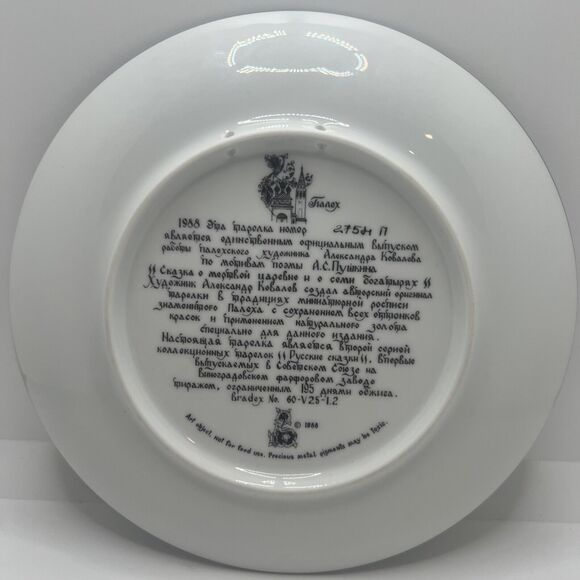 Палех
1988 Эта тарелка номер 2754 П
является единственным официальным выпуском
работы палехского художника Александра Ковалова
по мотивам поэмы А.С.Пушкина
"Сказка о мертвой царевне и о семи богатырях"
Художник Александр Ковалов создал авторский оригинал
тарелки в традициях миниатюрной росписи
знаменитого Палеха с сохранением всех оттенков
красок и применением натурального золота
специально для данного издания.
Настоящая тарелка является второй серией
коллекционных тарелок "Русские сказки", впервые
выпускаемых в Советском Союзе на
Виноградовском фарфоровом заводе
тиражом, ограниченным 195 днями обжига.
Bradex No. 60-V25-1.2
© 1988
Art object, not for food use. Precious metal pigments may be toxic.